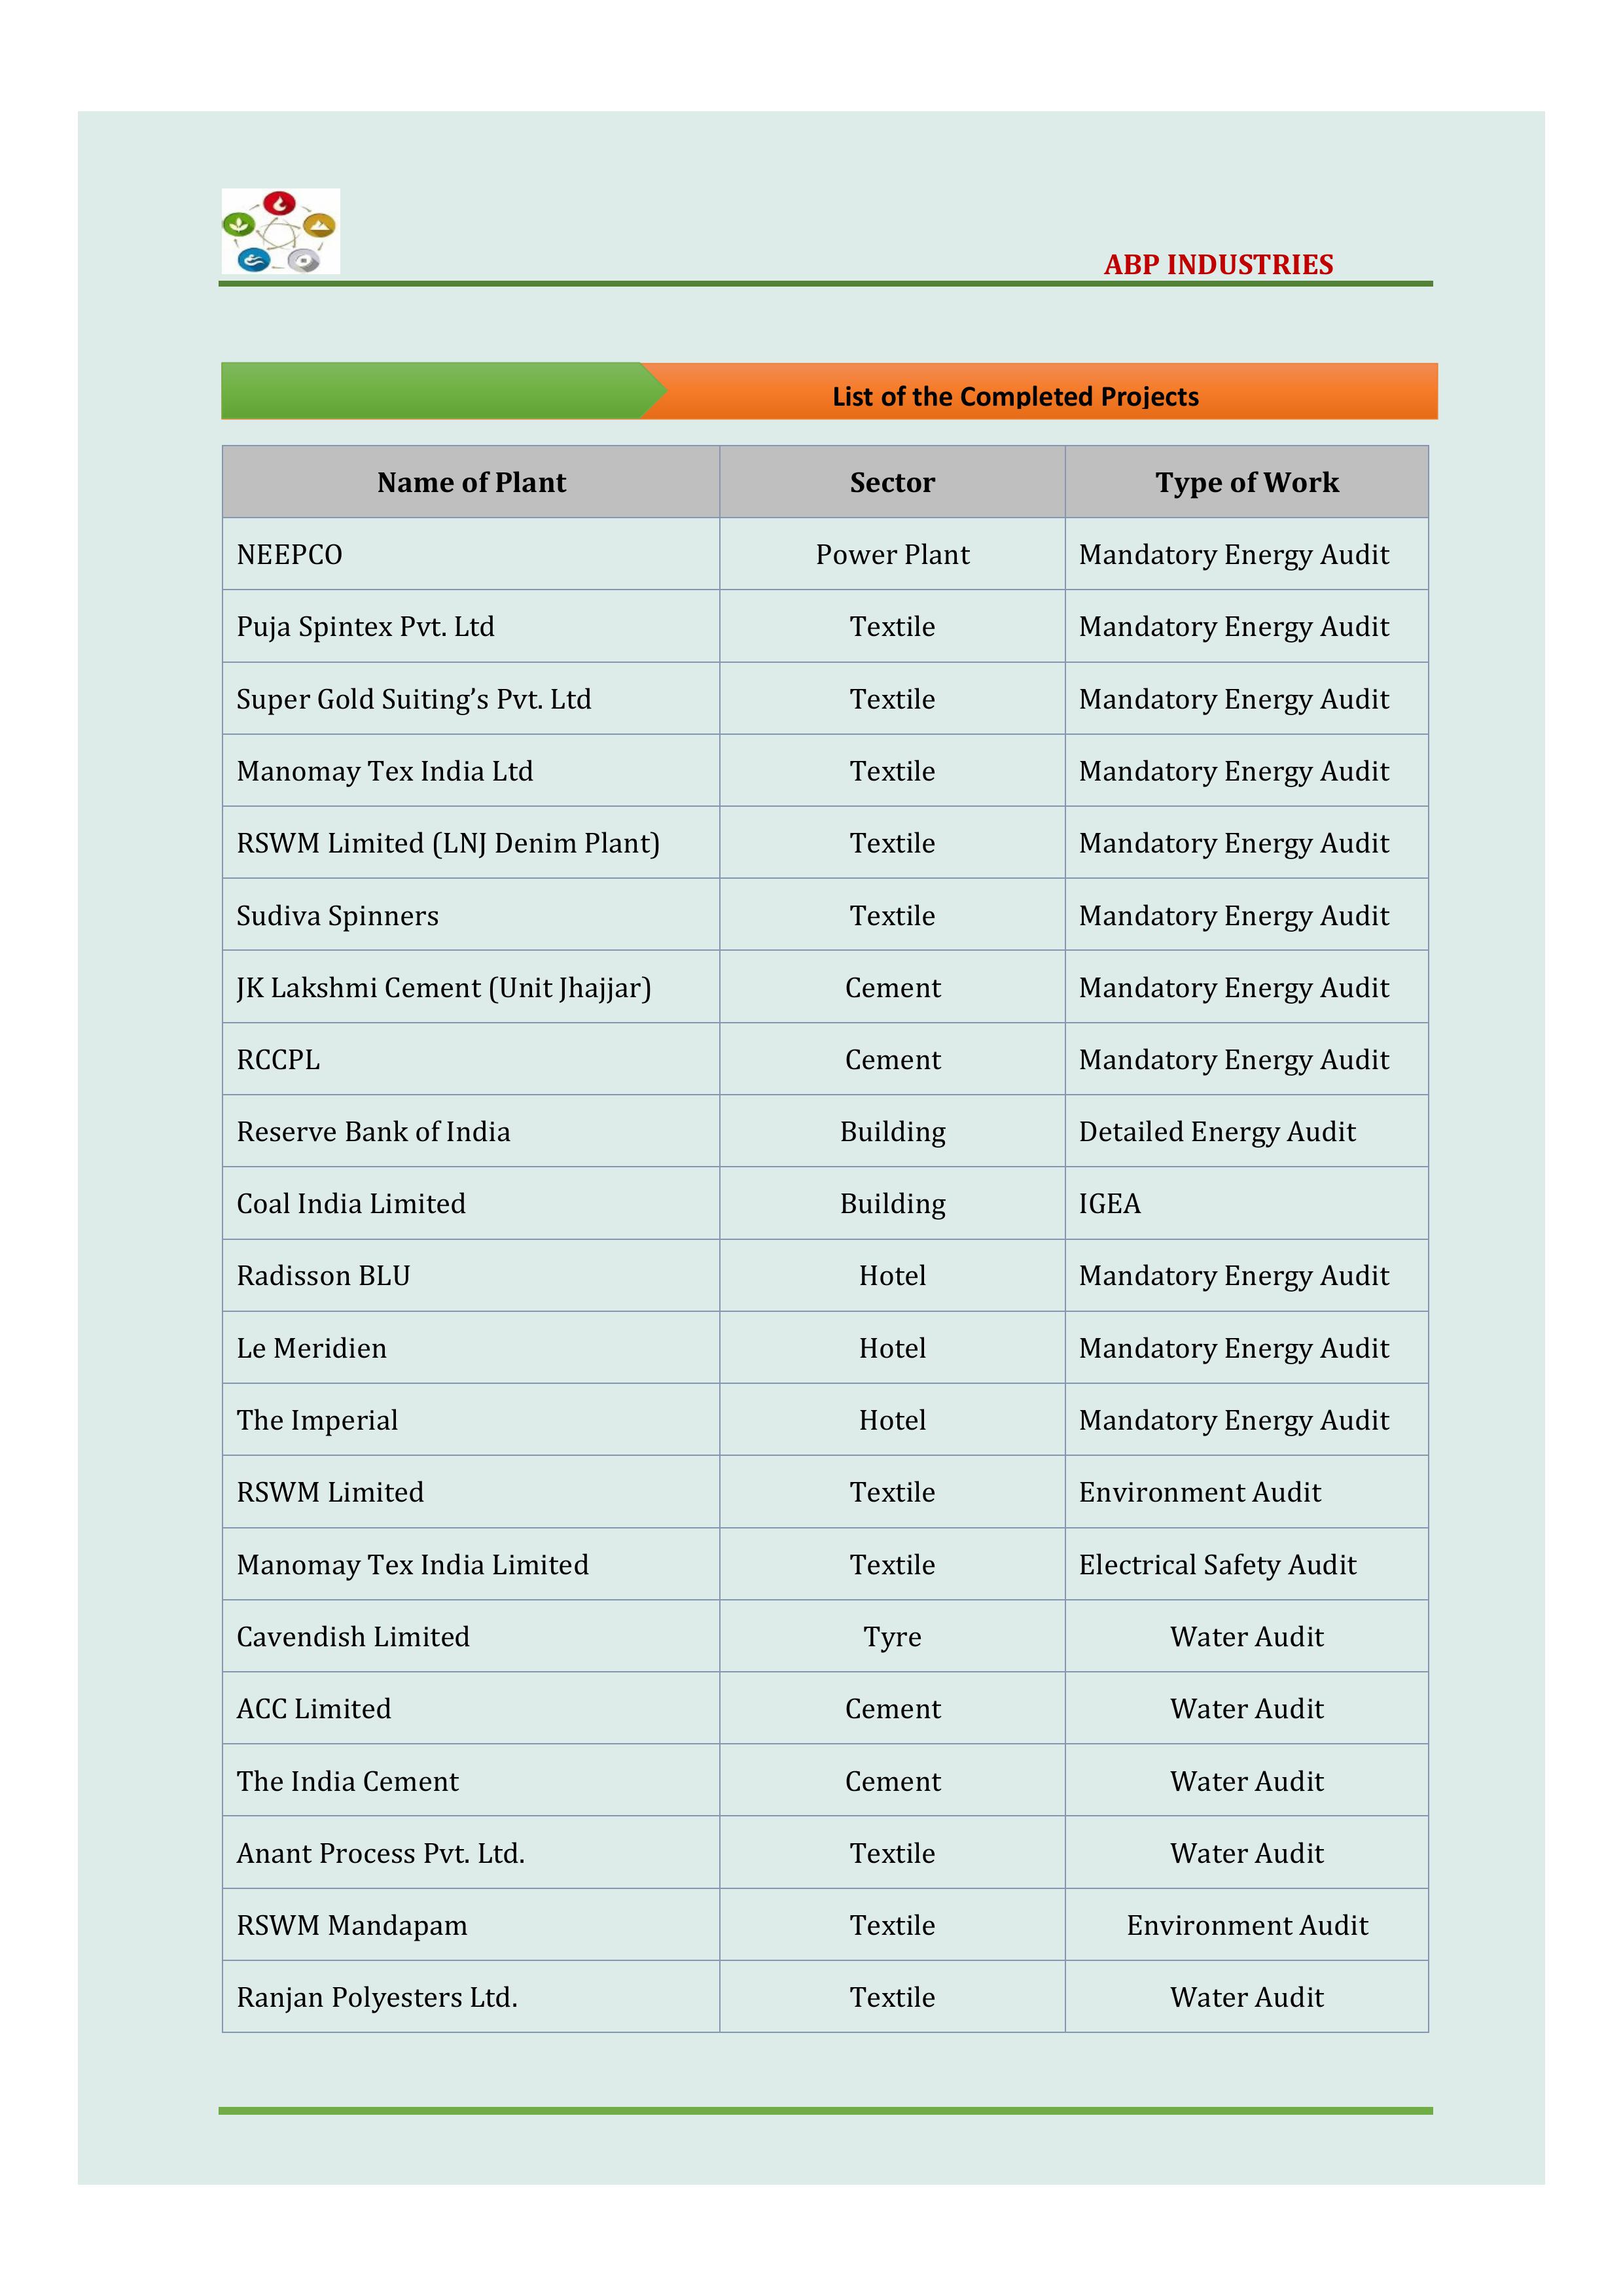 ABP INDUSTRIES
List of the Completed Projects
Name of Plant Sector Type of Work
NEEPCO Power Plant Mandatory Energy Audit
Puja Spintex Pvt. Ltd Textile Mandatory Energy Audit
Super Gold Suiting’s Pvt. Ltd Textile Mandatory Energy Audit
Manomay Tex India Ltd Textile Mandatory Energy Audit
RSWM Limited (LNJ Denim Plant) Textile Mandatory Energy Audit
Sudiva Spinners Textile Mandatory Energy Audit
JK Lakshmi Cement (Unit Jhajjar) Cement Mandatory Energy Audit
RCCPL Cement Mandatory Energy Audit
Reserve Bank of India Building Detailed Energy Audit
Coal India Limited Building IGEA
Radisson BLU Hotel Mandatory Energy Audit
Le Meridien Hotel Mandatory Energy Audit
The Imperial Hotel Mandatory Energy Audit
RSWM Limited Textile Environment Audit
Manomay Tex India Limited Textile Electrical Safety Audit
Cavendish Limited Tyre Water Audit
ACC Limited Cement Water Audit
The India Cement Cement Water Audit
Anant Process Pvt. Ltd. Textile Water Audit
RSWM Mandapam Textile Environment Audit
Ranjan Polyesters Ltd. Textile Water Audit